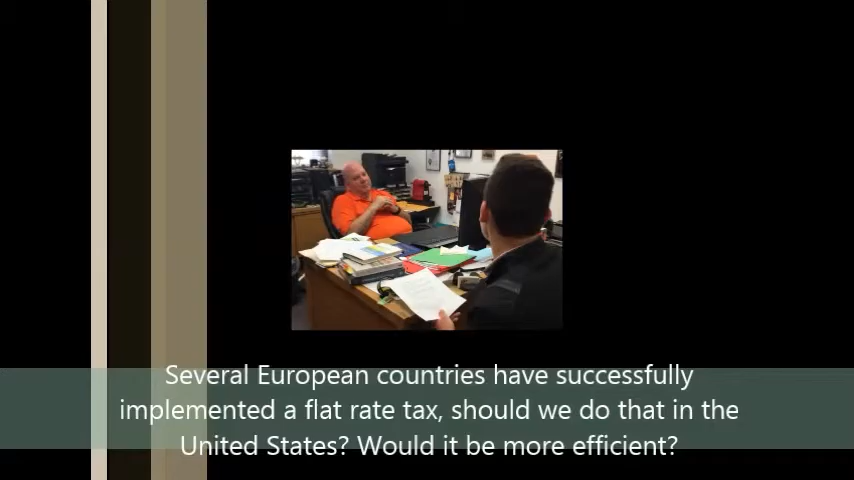 Several European countries have successfully
implemented a flat rate tax, should we do that in the
United States? Would it be more efficient?